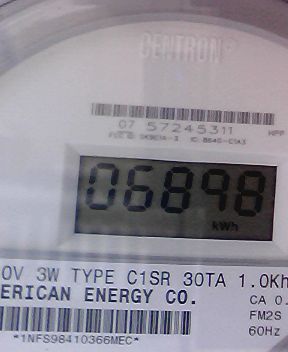 CENTRON®
07 57245311
06898
kWh
0V 3W TYPE C1SR 30TA 1.0Kh
ERICAN ENERGY CO.
CA 0.
FM2S
60Hz
*1NFS98410366MEC*